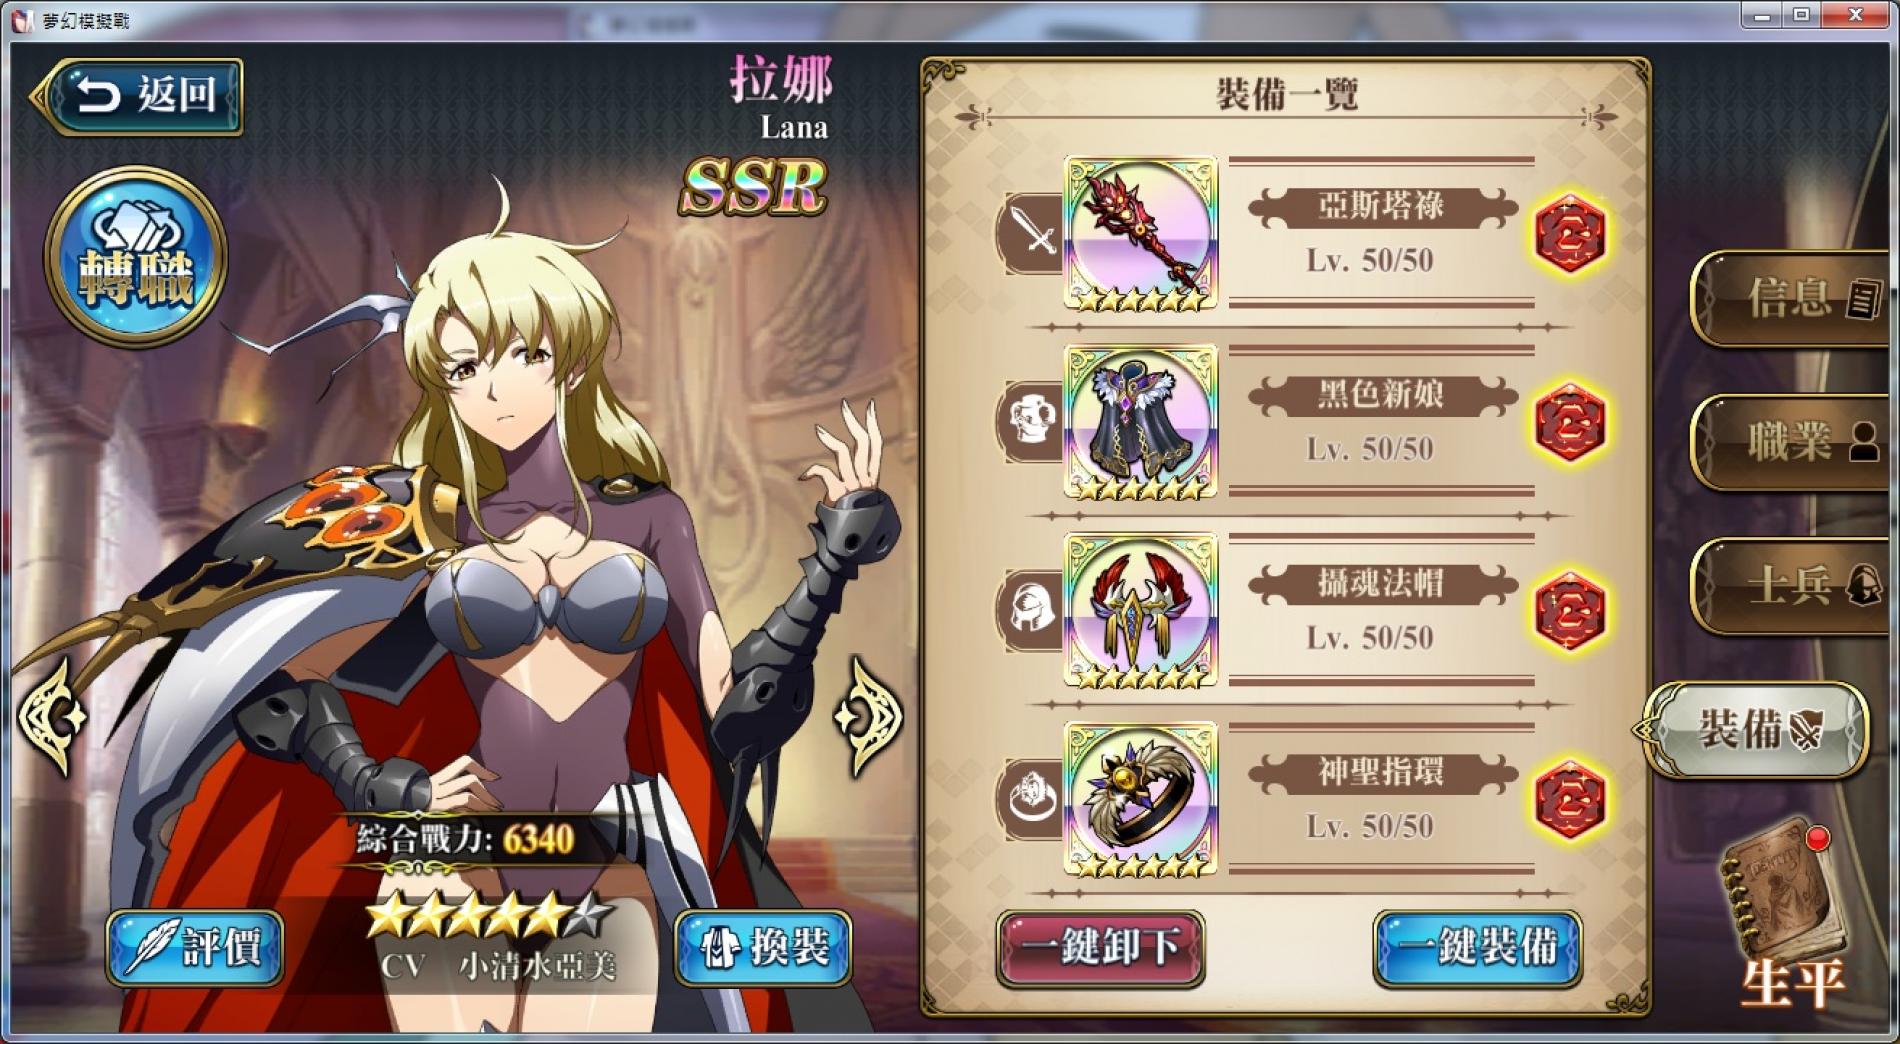 夢幻模擬戰
返回
轉職
拉娜
Lana
SSR
綜合戰力: 6340
CV 小清水亞美
評價
換裝
裝備一覽
亞斯塔祿
Lv. 50/50
黑色新娘
Lv. 50/50
攝魂法帽
Lv. 50/50
神聖指環
Lv. 50/50
一鍵卸下
一鍵裝備
信息
職業
士兵
裝備
生平